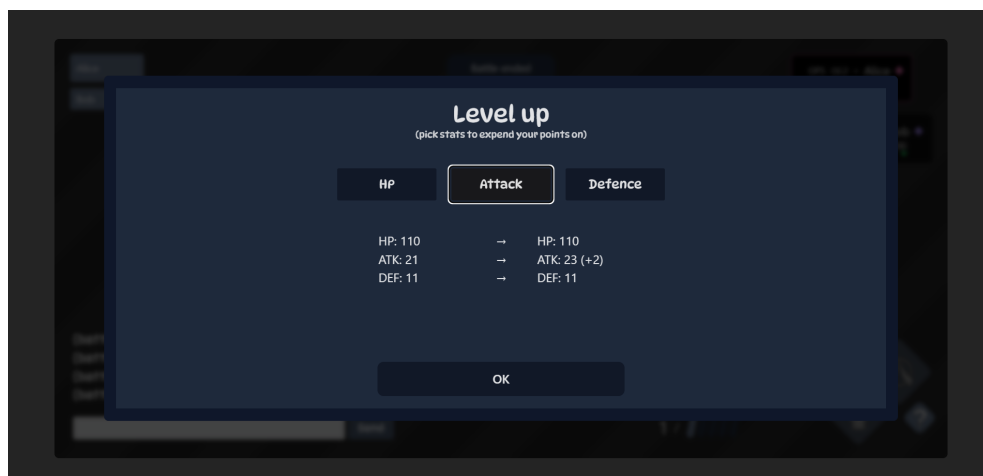 Level up
(pick stats to expend your points on)
HP Attack Defence
HP: 110 → HP: 110
ATK: 21 → ATK: 23 (+2)
DEF: 11 → DEF: 11
OK